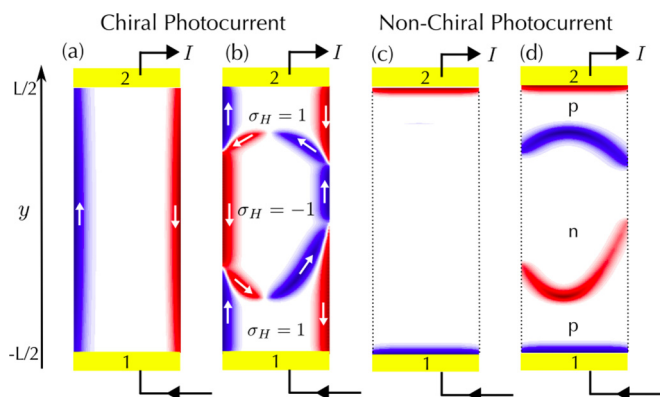 Chiral Photocurrent Non-Chiral Photocurrent
(a) I (b) I (c) I (d) I
L/2 2 2 2 2
σ_H = 1 p
y σ_H = −1 n
σ_H = 1 p
-L/2 1 1 1 1